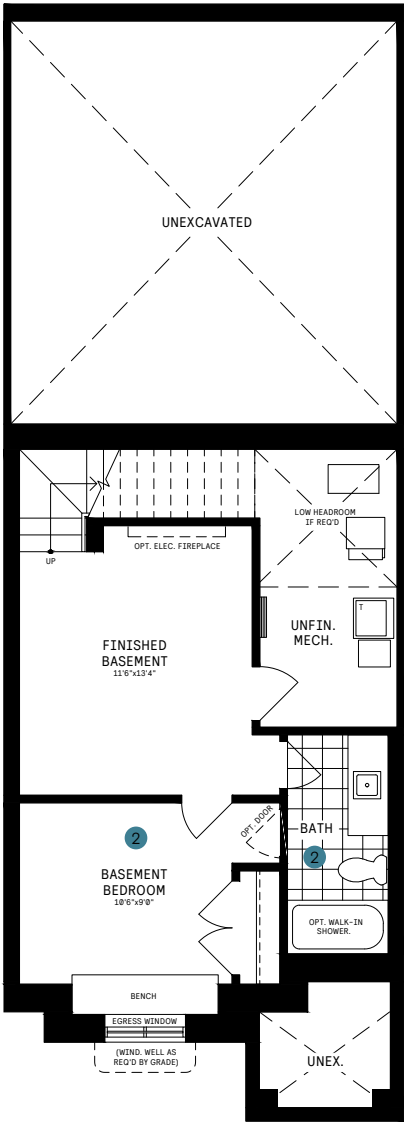 UNEXCAVATED
LOW HEADROOM
IF REQ'D
OPT. ELEC. FIREPLACE
UP
T
UNFIN.
MECH.
FINISHED
BASEMENT
11'6"x13'4"
OPT. DOOR
2
BATH
2
BASEMENT
BEDROOM
10'6"x9'0"
OPT. WALK-IN
SHOWER.
BENCH
EGRESS WINDOW
(WIND. WELL AS
REQ'D BY GRADE)
UNEX.